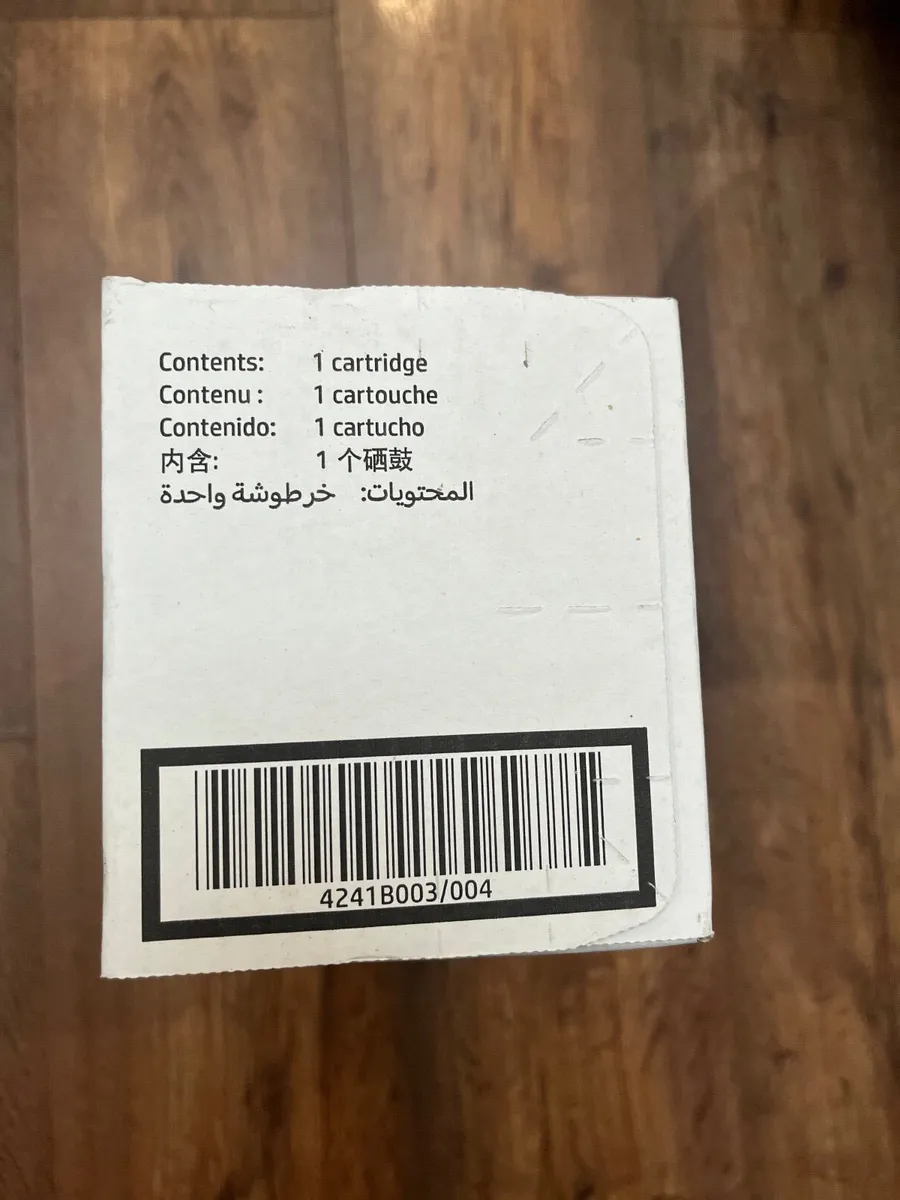 Contents: 1 cartridge
Contenu : 1 cartouche
Contenido: 1 cartucho
内含: 1 个硒鼓
المحتويات: خرطوشة واحدة
4241B003/004